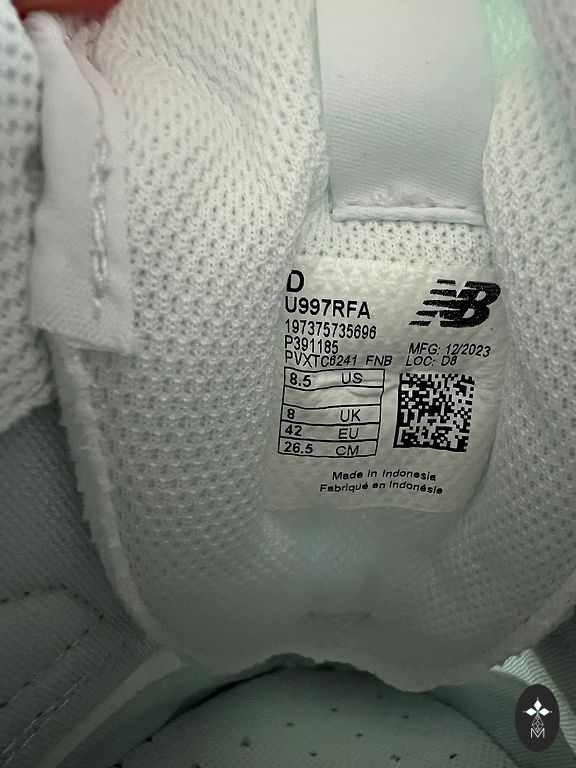 D
U997RFA
197375735696
P391185
PVXTC6241 FNB
NB
MFG: 12/2023
LOC: D8
8.5 US
8 UK
42 EU
26.5 CM
Made in Indonesia
Fabriqué en Indonésie
M